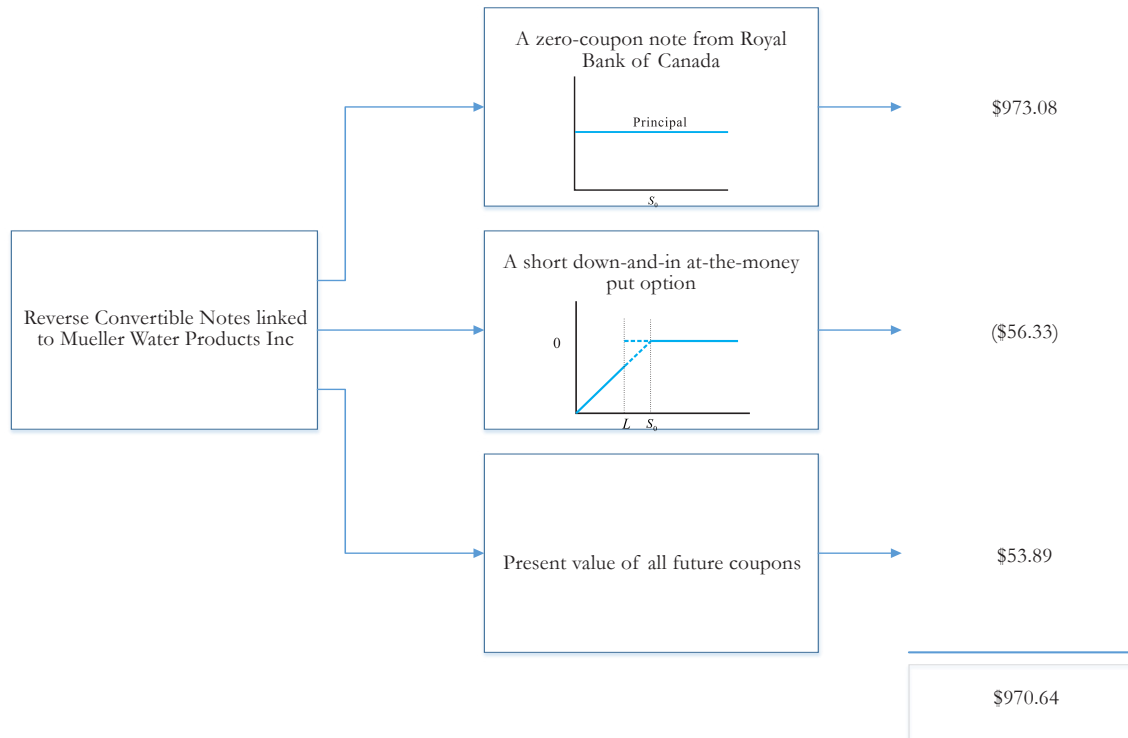 A zero-coupon note from Royal
Bank of Canada
Principal
S₀
$973.08
Reverse Convertible Notes linked
to Mueller Water Products Inc
A short down-and-in at-the-money
put option
0
L S₀
($56.33)
Present value of all future coupons
$53.89
$970.64